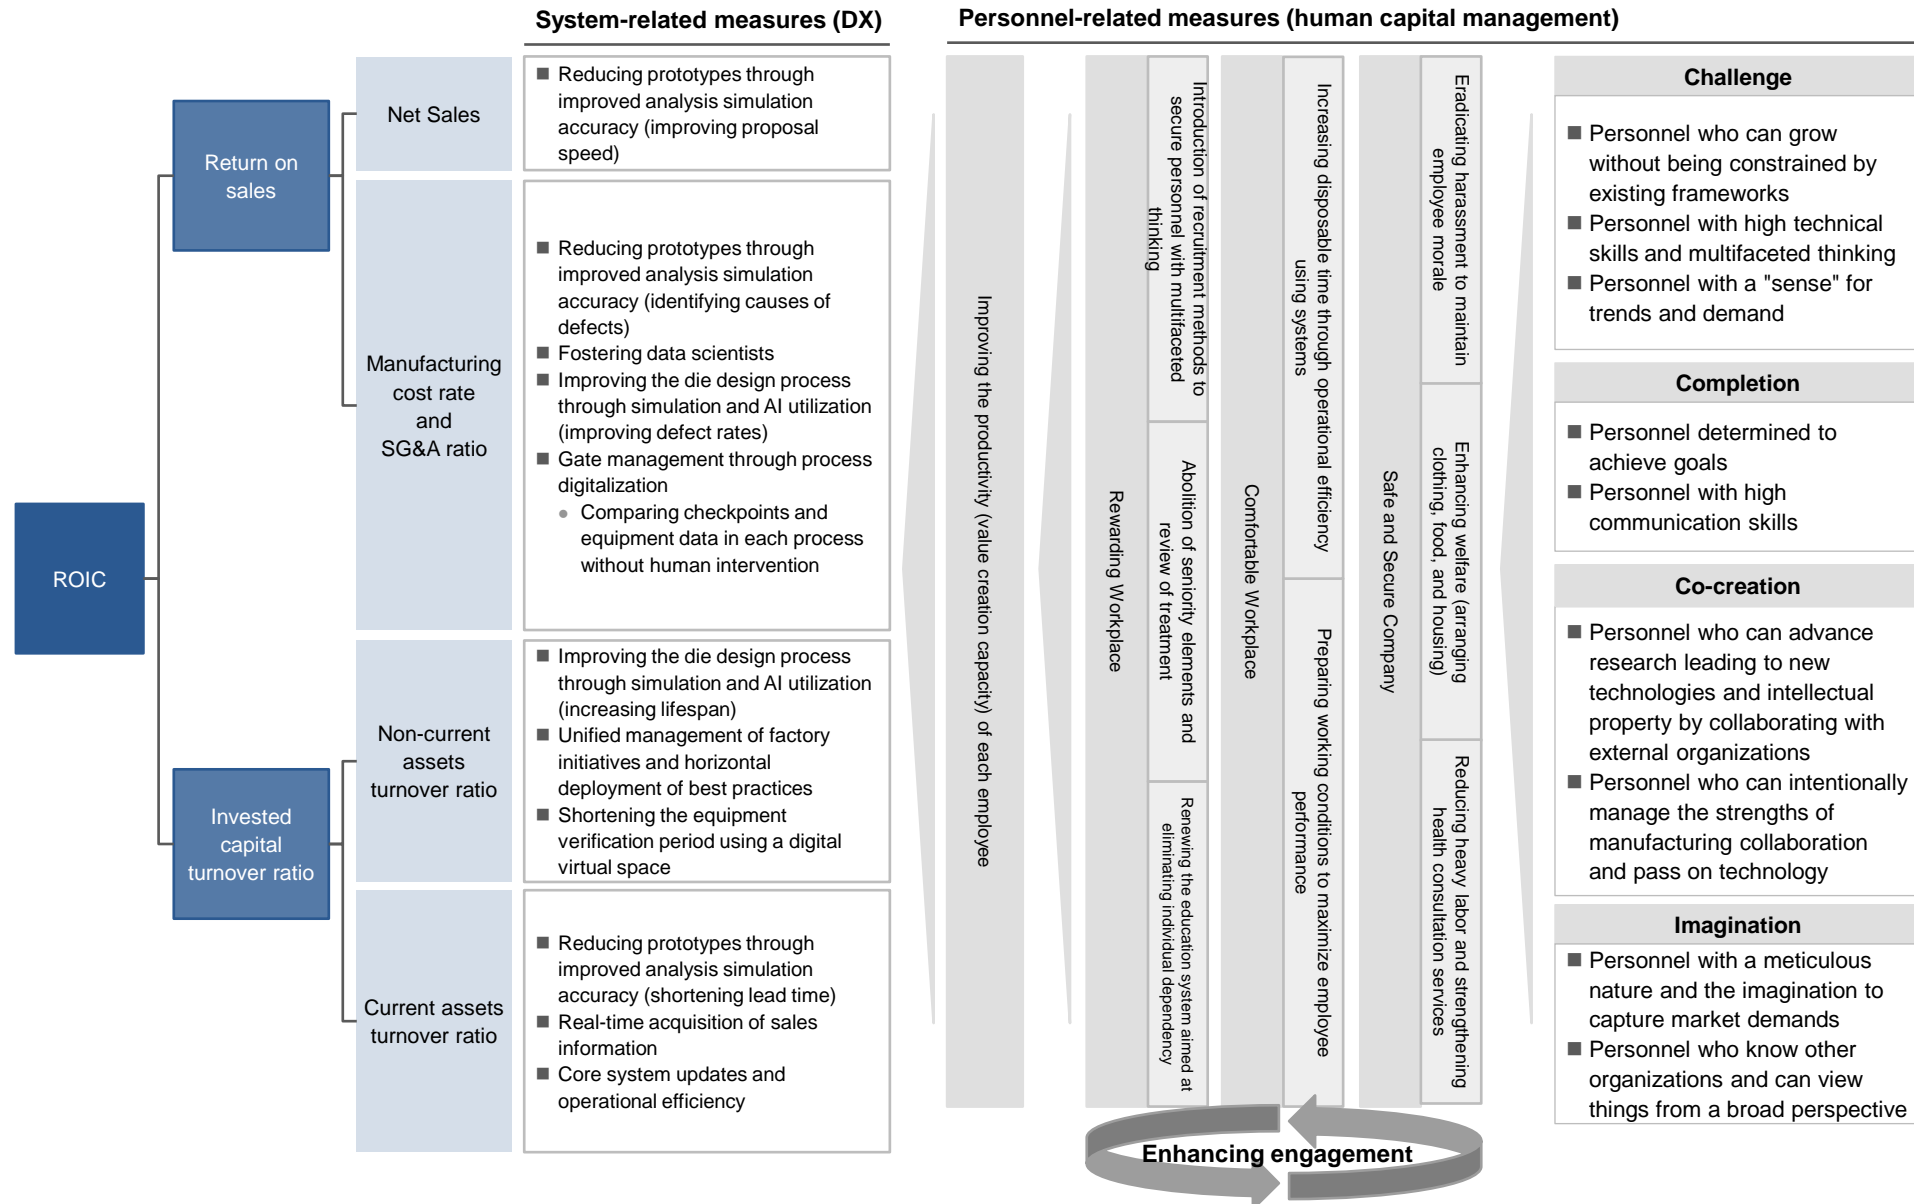 System-related measures (DX)
Personnel-related measures (human capital management)
ROIC
Return on
sales
Invested
capital
turnover ratio
Net Sales
■ Reducing prototypes through
improved analysis simulation
accuracy (improving proposal
speed)
Manufacturing
cost rate
and
SG&A ratio
■ Reducing prototypes through
improved analysis simulation
accuracy (identifying causes of
defects)
■ Fostering data scientists
■ Improving the die design process
through simulation and AI utilization
(improving defect rates)
■ Gate management through process
digitalization
● Comparing checkpoints and
equipment data in each process
without human intervention
Non-current
assets
turnover ratio
■ Improving the die design process
through simulation and AI utilization
(increasing lifespan)
■ Unified management of factory
initiatives and horizontal
deployment of best practices
■ Shortening the equipment
verification period using a digital
virtual space
Current assets
turnover ratio
■ Reducing prototypes through
improved analysis simulation
accuracy (shortening lead time)
■ Real-time acquisition of sales
information
■ Core system updates and
operational efficiency
Improving the productivity (value creation capacity) of each employee
Rewarding Workplace
Introduction of recruitment methods to
secure personnel with multifaceted
thinking
Abolition of seniority elements and
review of treatment
Renewing the education system aimed at
eliminating individual dependency
Comfortable Workplace
Increasing disposable time through operational efficiency
using systems
Preparing working conditions to maximize employee
performance
Safe and Secure Company
Eradicating harassment to maintain
employee morale
Enhancing welfare (arranging
clothing, food, and housing)
Reducing heavy labor and strengthening
health consultation services
Enhancing engagement
Challenge
■ Personnel who can grow
without being constrained by
existing frameworks
■ Personnel with high technical
skills and multifaceted thinking
■ Personnel with a "sense" for
trends and demand
Completion
■ Personnel determined to
achieve goals
■ Personnel with high
communication skills
Co-creation
■ Personnel who can advance
research leading to new
technologies and intellectual
property by collaborating with
external organizations
■ Personnel who can intentionally
manage the strengths of
manufacturing collaboration
and pass on technology
Imagination
■ Personnel with a meticulous
nature and the imagination to
capture market demands
■ Personnel who know other
organizations and can view
things from a broad perspective